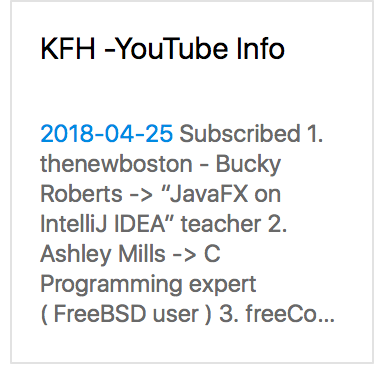 KFH -YouTube Info
2018-04-25 Subscribed 1.
thenewboston - Bucky
Roberts -> “JavaFX on
IntelliJ IDEA” teacher 2.
Ashley Mills -> C
Programming expert
( FreeBSD user ) 3. freeCo...